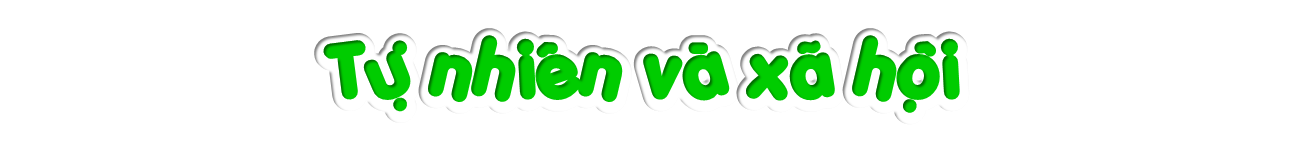 Tự nhiên và xã hội